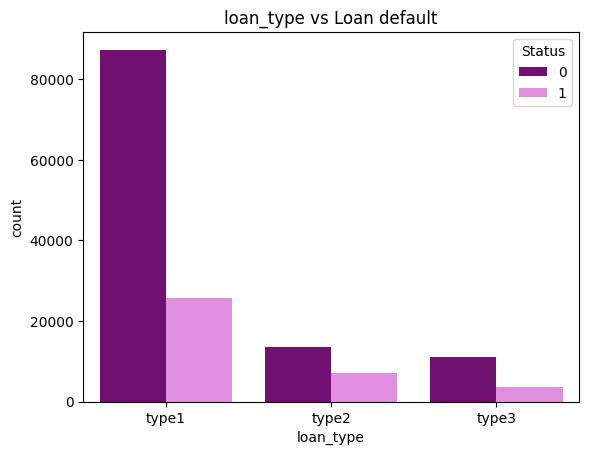 loan_type vs Loan default
Status
0
1
80000
60000
40000
20000
0
count
type1 type2 type3
loan_type